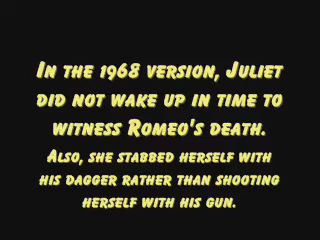 In the 1968 version, Juliet
did not wake up in time to
witness Romeo's death.
Also, she stabbed herself with
his dagger rather than shooting
herself with his gun.